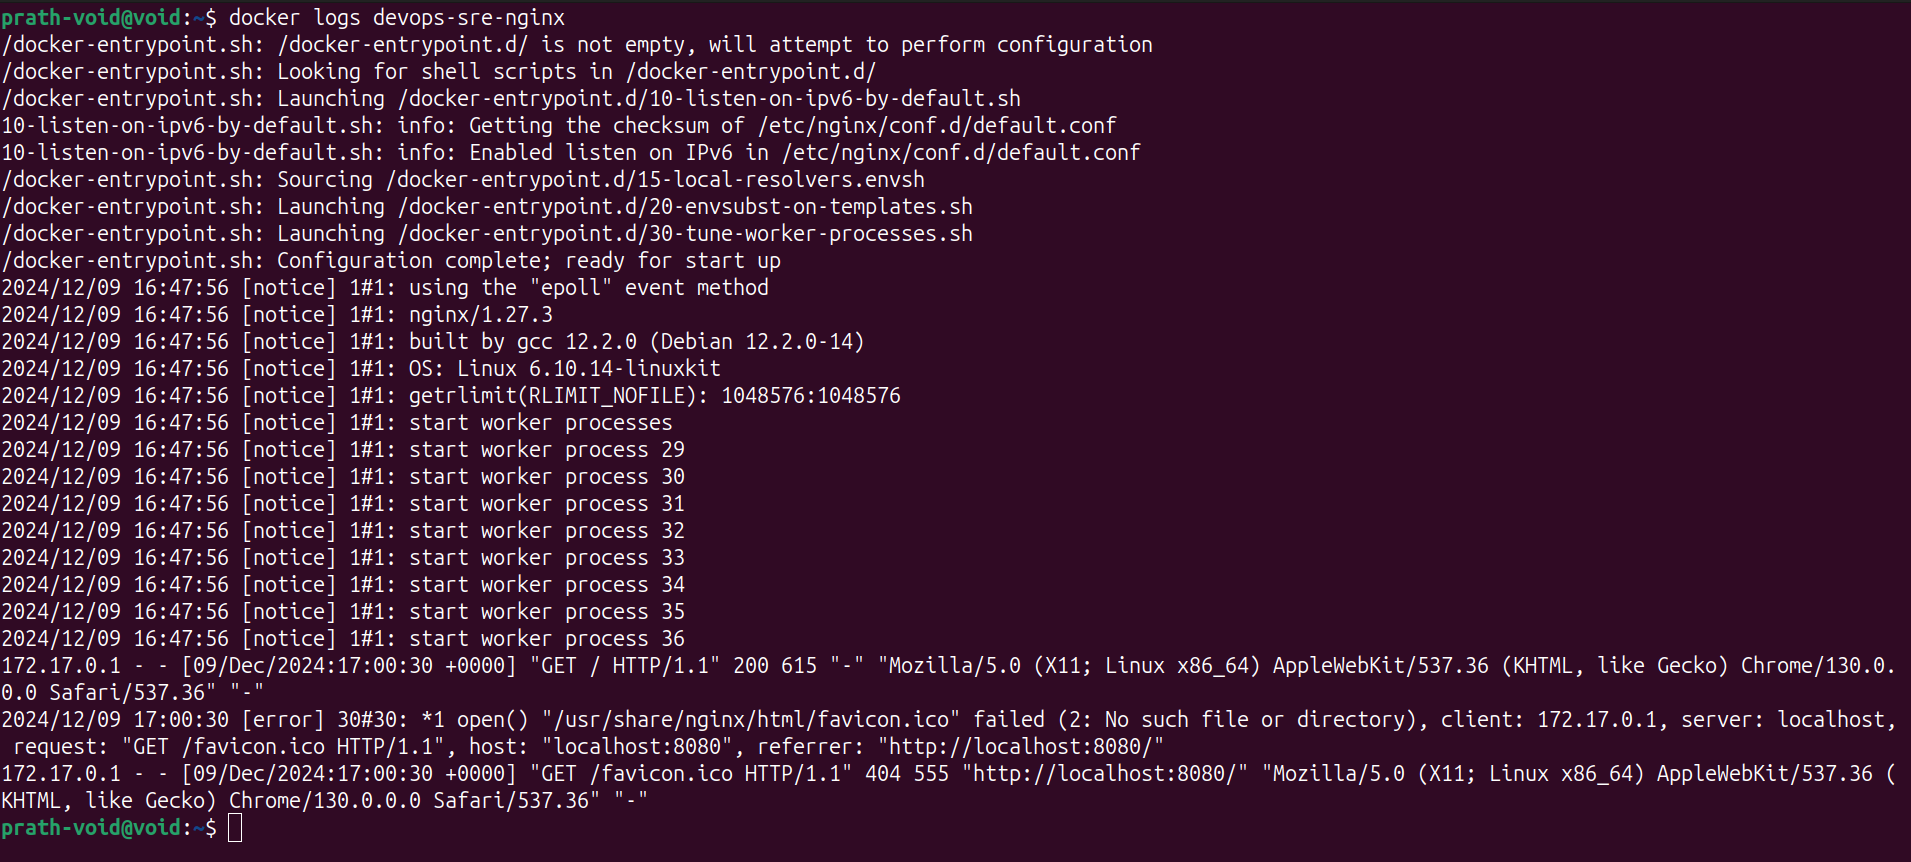 prath-void@void:~$ docker logs devops-sre-nginx
/docker-entrypoint.sh: /docker-entrypoint.d/ is not empty, will attempt to perform configuration
/docker-entrypoint.sh: Looking for shell scripts in /docker-entrypoint.d/
/docker-entrypoint.sh: Launching /docker-entrypoint.d/10-listen-on-ipv6-by-default.sh
10-listen-on-ipv6-by-default.sh: info: Getting the checksum of /etc/nginx/conf.d/default.conf
10-listen-on-ipv6-by-default.sh: info: Enabled listen on IPv6 in /etc/nginx/conf.d/default.conf
/docker-entrypoint.sh: Sourcing /docker-entrypoint.d/15-local-resolvers.envsh
/docker-entrypoint.sh: Launching /docker-entrypoint.d/20-envsubst-on-templates.sh
/docker-entrypoint.sh: Launching /docker-entrypoint.d/30-tune-worker-processes.sh
/docker-entrypoint.sh: Configuration complete; ready for start up
2024/12/09 16:47:56 [notice] 1#1: using the "epoll" event method
2024/12/09 16:47:56 [notice] 1#1: nginx/1.27.3
2024/12/09 16:47:56 [notice] 1#1: built by gcc 12.2.0 (Debian 12.2.0-14)
2024/12/09 16:47:56 [notice] 1#1: OS: Linux 6.10.14-linuxkit
2024/12/09 16:47:56 [notice] 1#1: getrlimit(RLIMIT_NOFILE): 1048576:1048576
2024/12/09 16:47:56 [notice] 1#1: start worker processes
2024/12/09 16:47:56 [notice] 1#1: start worker process 29
2024/12/09 16:47:56 [notice] 1#1: start worker process 30
2024/12/09 16:47:56 [notice] 1#1: start worker process 31
2024/12/09 16:47:56 [notice] 1#1: start worker process 32
2024/12/09 16:47:56 [notice] 1#1: start worker process 33
2024/12/09 16:47:56 [notice] 1#1: start worker process 34
2024/12/09 16:47:56 [notice] 1#1: start worker process 35
2024/12/09 16:47:56 [notice] 1#1: start worker process 36
172.17.0.1 - - [09/Dec/2024:17:00:30 +0000] "GET / HTTP/1.1" 200 615 "-" "Mozilla/5.0 (X11; Linux x86_64) AppleWebKit/537.36 (KHTML, like Gecko) Chrome/130.0.
0.0 Safari/537.36" "-"
2024/12/09 17:00:30 [error] 30#30: *1 open() "/usr/share/nginx/html/favicon.ico" failed (2: No such file or directory), client: 172.17.0.1, server: localhost,
 request: "GET /favicon.ico HTTP/1.1", host: "localhost:8080", referrer: "http://localhost:8080/"
172.17.0.1 - - [09/Dec/2024:17:00:30 +0000] "GET /favicon.ico HTTP/1.1" 404 555 "http://localhost:8080/" "Mozilla/5.0 (X11; Linux x86_64) AppleWebKit/537.36 (
KHTML, like Gecko) Chrome/130.0.0.0 Safari/537.36" "-"
prath-void@void:~$